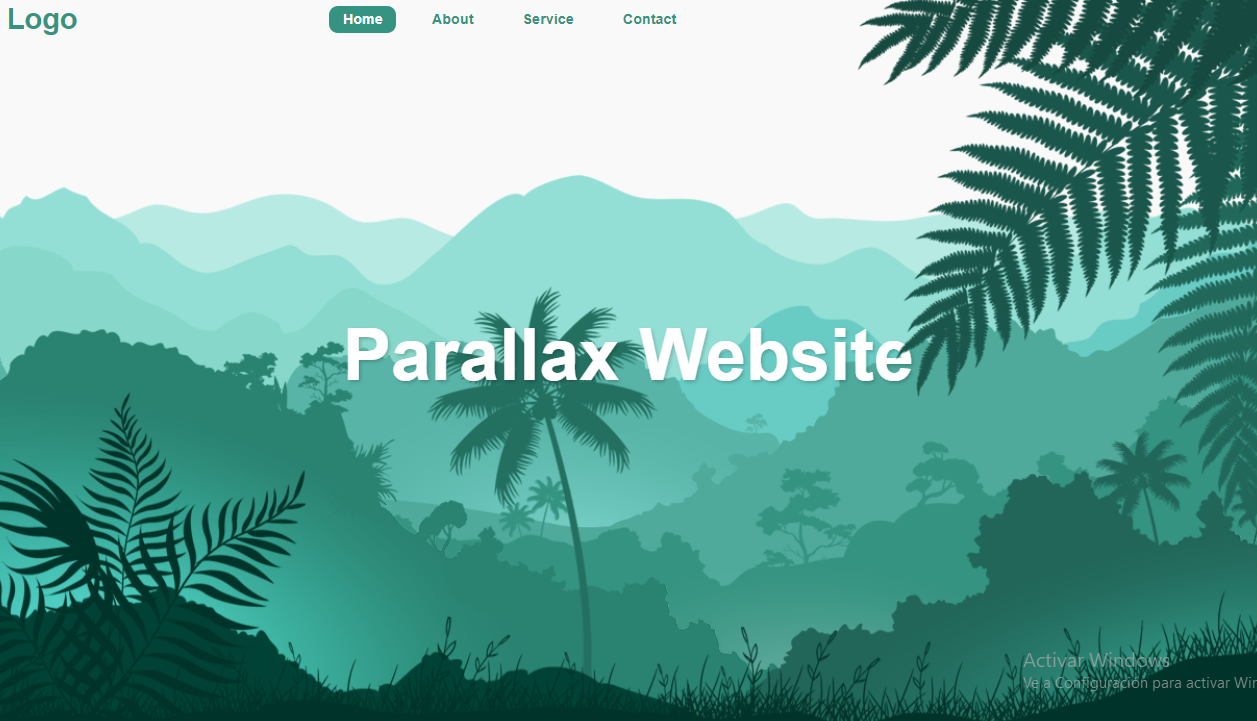 Logo
Home About Service Contact
Parallax Website
Activar Windows
Ve a Configuración para activar Win